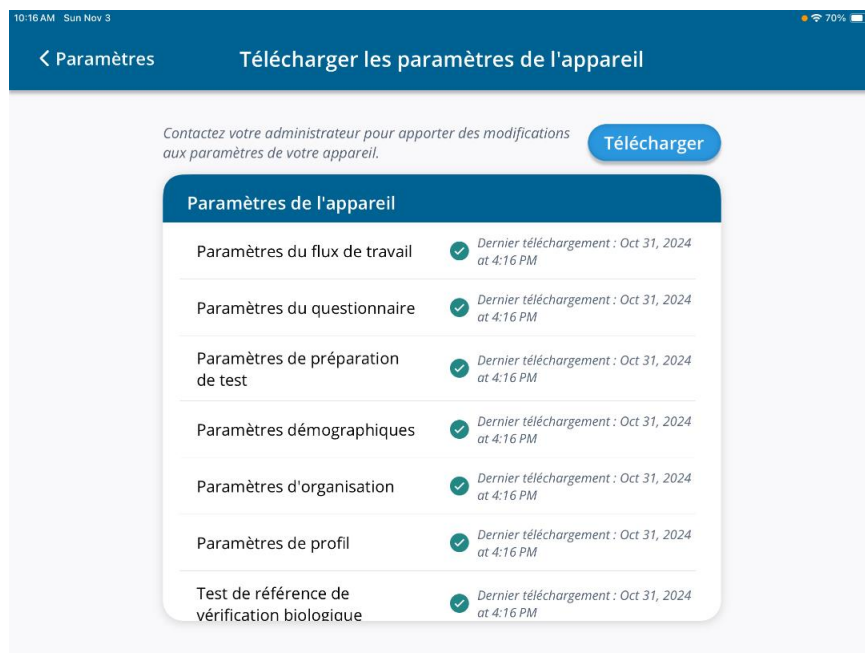 10:16 AM Sun Nov 3
70%
Paramètres
Télécharger les paramètres de l'appareil
Contactez votre administrateur pour apporter des modifications
aux paramètres de votre appareil.
Télécharger
Paramètres de l'appareil
Paramètres du flux de travail
Dernier téléchargement : Oct 31, 2024
at 4:16 PM
Paramètres du questionnaire
Dernier téléchargement : Oct 31, 2024
at 4:16 PM
Paramètres de préparation
de test
Dernier téléchargement : Oct 31, 2024
at 4:16 PM
Paramètres démographiques
Dernier téléchargement : Oct 31, 2024
at 4:16 PM
Paramètres d'organisation
Dernier téléchargement : Oct 31, 2024
at 4:16 PM
Paramètres de profil
Dernier téléchargement : Oct 31, 2024
at 4:16 PM
Test de référence de
vérification biologique
Dernier téléchargement : Oct 31, 2024
at 4:16 PM